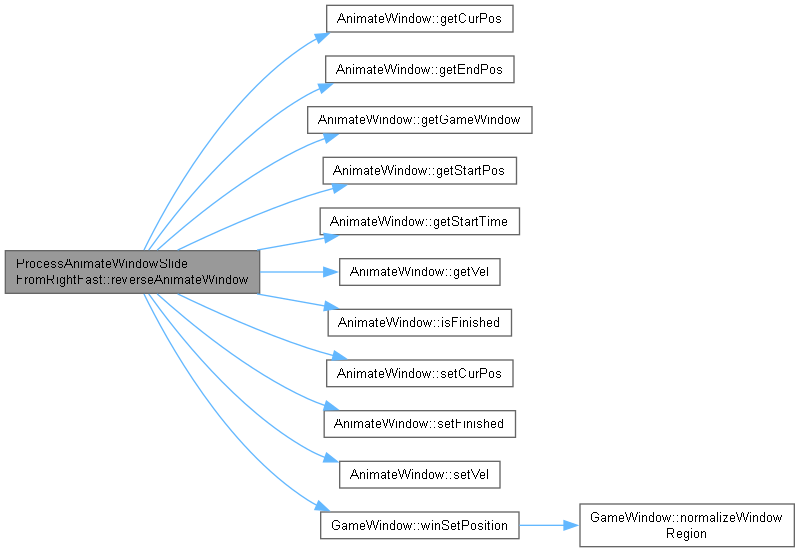 AnimateWindow::getCurPos
AnimateWindow::getEndPos
AnimateWindow::getGameWindow
AnimateWindow::getStartPos
AnimateWindow::getStartTime
ProcessAnimateWindowSlide
FromRightFast::reverseAnimateWindow
AnimateWindow::getVel
AnimateWindow::isFinished
AnimateWindow::setCurPos
AnimateWindow::setFinished
AnimateWindow::setVel
GameWindow::winSetPosition
GameWindow::normalizeWindow
Region